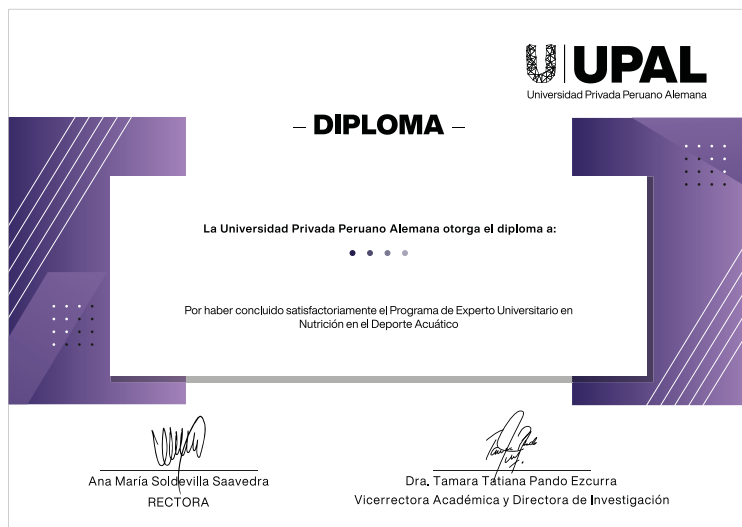 UPAL
Universidad Privada Peruano Alemana
– DIPLOMA –
La Universidad Privada Peruano Alemana otorga el diploma a:
Por haber concluido satisfactoriamente el Programa de Experto Universitario en
Nutrición en el Deporte Acuático
Ana María Soldevilla Saavedra
RECTORA
Dra. Tamara Tatiana Pando Ezcurra
Vicerrectora Académica y Directora de Investigación